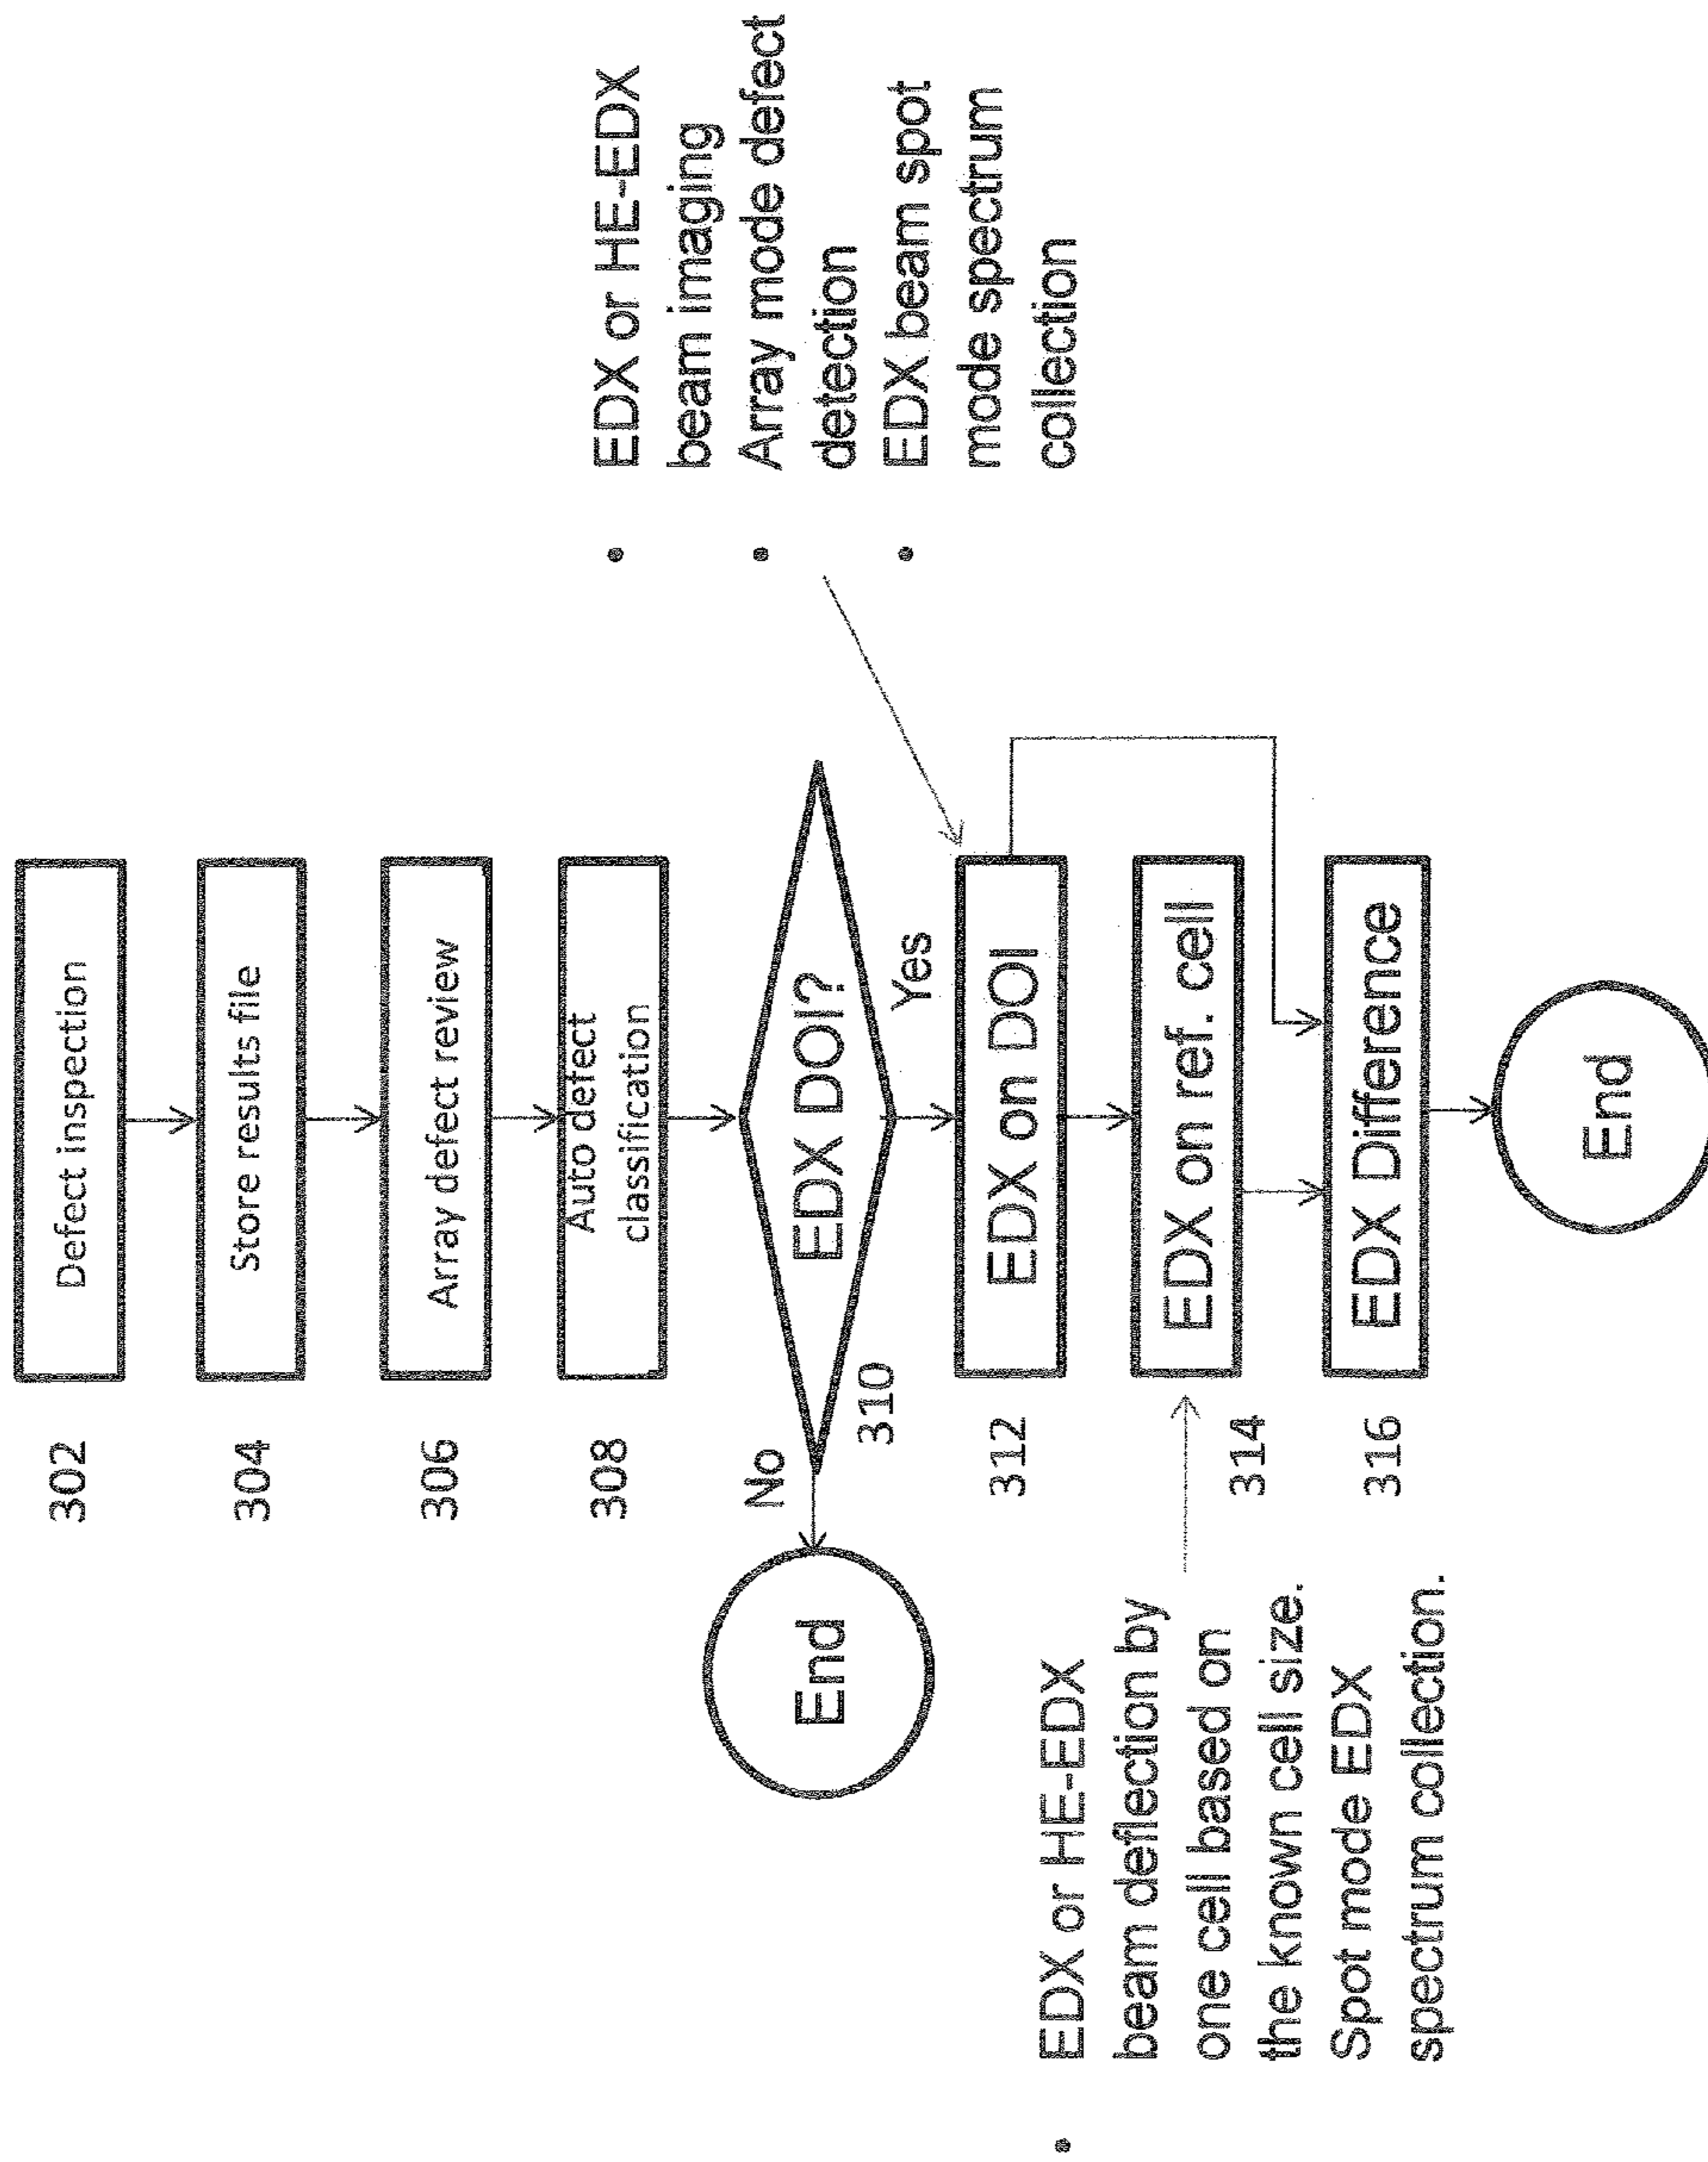 302
Defect inspection
304
Store results file
306
Array defect review
308
Auto defect
classification
No
310
EDX DOI?
Yes
End
312
EDX on DOI
• EDX or HE-EDX
beam imaging
• Array mode defect
detection
• EDX beam spot
mode spectrum
collection
314
EDX on ref. cell
• EDX or HE-EDX
beam deflection by
one cell based on
the known cell size.
Spot mode EDX
spectrum collection.
316
EDX Difference
End